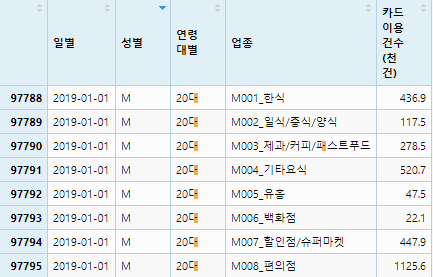 일별 성별 연령대별 업종 카드이용건수(천건)
97788 2019-01-01 M 20대 M001_한식 436.9
97789 2019-01-01 M 20대 M002_일식/중식/양식 117.5
97790 2019-01-01 M 20대 M003_제과/커피/패스트푸드 278.5
97791 2019-01-01 M 20대 M004_기타요식 520.7
97792 2019-01-01 M 20대 M005_유흥 47.5
97793 2019-01-01 M 20대 M006_백화점 22.1
97794 2019-01-01 M 20대 M007_할인점/슈퍼마켓 447.9
97795 2019-01-01 M 20대 M008_편의점 1125.6